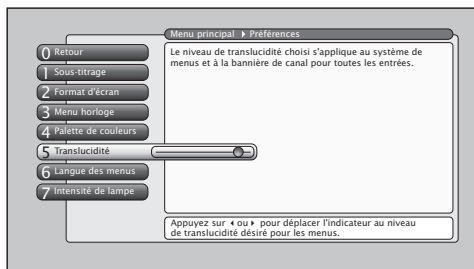 Menu principal ▸ Préférences
0 Retour
1 Sous-titrage
2 Format d'écran
3 Menu horloge
4 Palette de couleurs
5 Translucidité
6 Langue des menus
7 Intensité de lampe
Le niveau de translucidité choisi s'applique au système de
menus et à la bannière de canal pour toutes les entrées.
Appuyez sur ◂ ou ▸ pour déplacer l'indicateur au niveau
de translucidité désiré pour les menus.